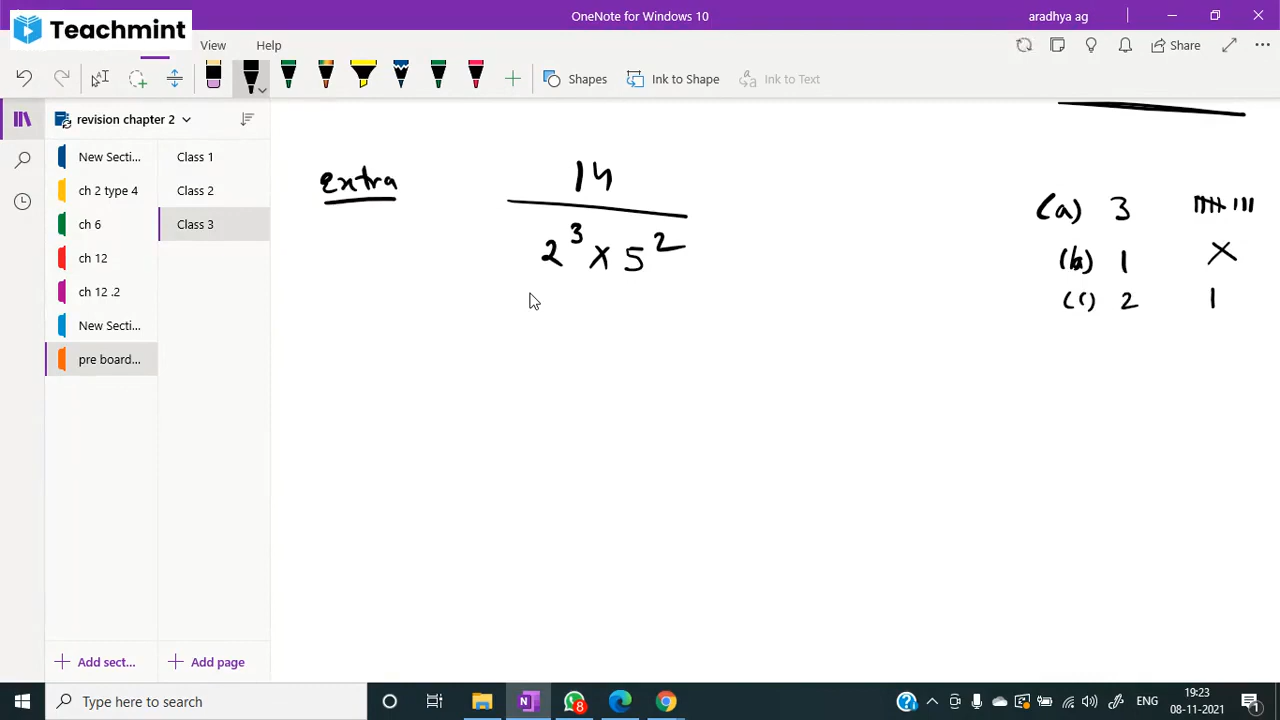 OneNote for Windows 10
aradhya ag
Teachmint
View
Help
Share
Shapes
Ink to Shape
Ink to Text
revision chapter 2
New Secti...
ch 2 type 4
ch 6
ch 12
ch 12 .2
New Secti...
pre board...
Class 1
Class 2
Class 3
Extra
14
2³ × 5²
(a) 3
(b) 1 X
(c) 2 1
Add sect...
Add page
Type here to search
8
ENG
19:23
08-11-2021
1